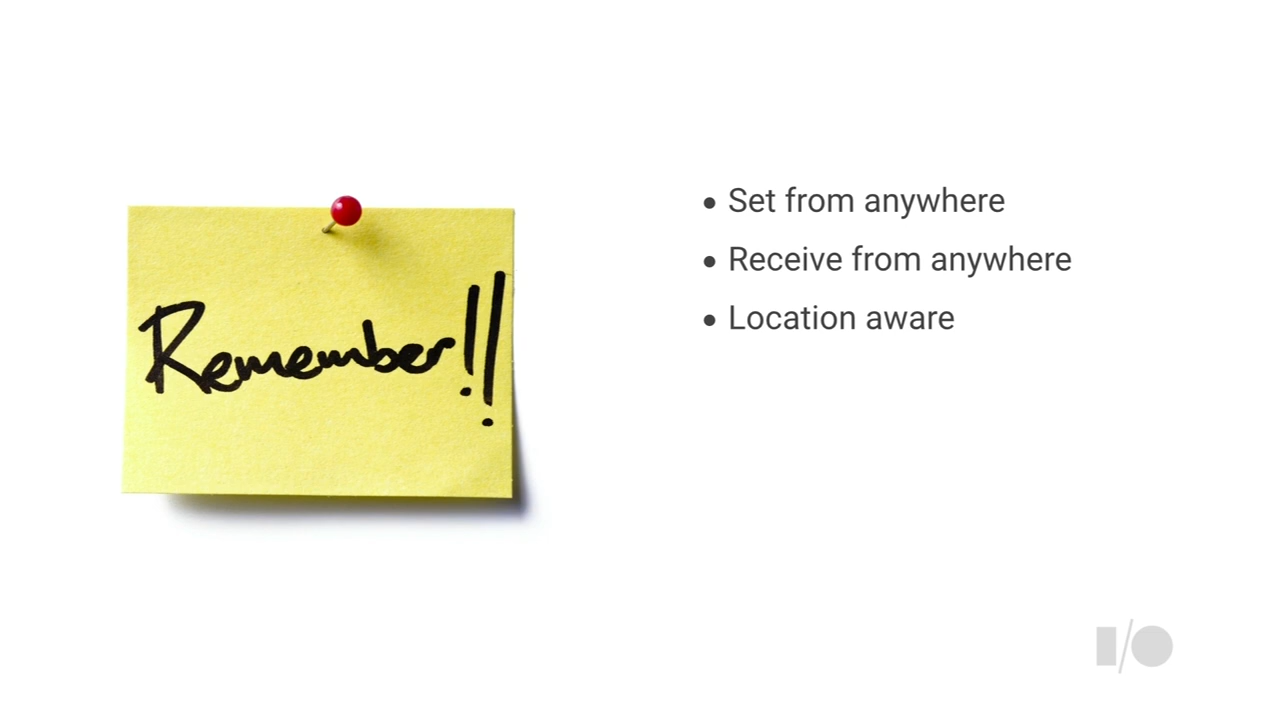 Remember!!
• Set from anywhere
• Receive from anywhere
• Location aware
I/O